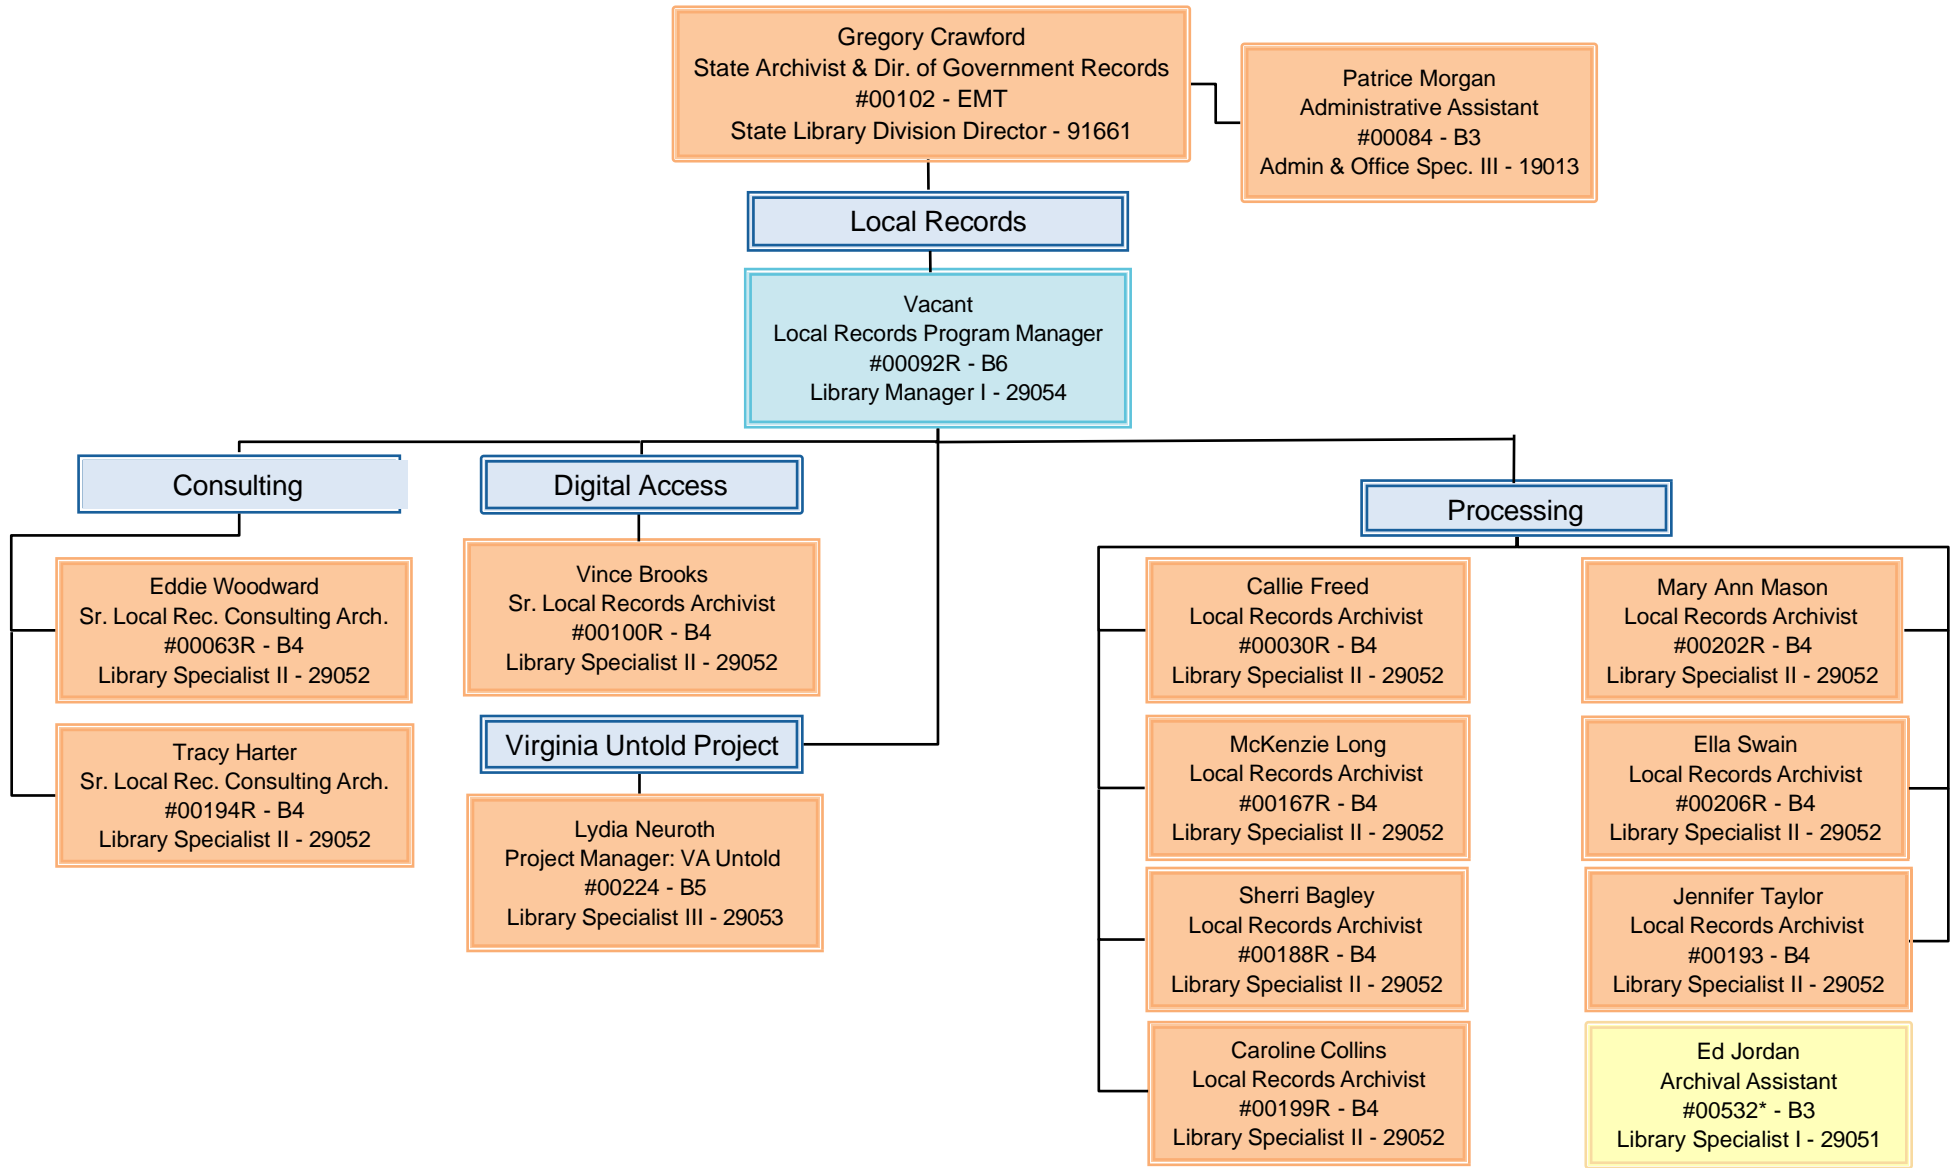 Gregory Crawford
State Archivist & Dir. of Government Records
#00102 - EMT
State Library Division Director - 91661
Patrice Morgan
Administrative Assistant
#00084 - B3
Admin & Office Spec. III - 19013
Local Records
Vacant
Local Records Program Manager
#00092R - B6
Library Manager I - 29054
Consulting
Eddie Woodward
Sr. Local Rec. Consulting Arch.
#00063R - B4
Library Specialist II - 29052
Tracy Harter
Sr. Local Rec. Consulting Arch.
#00194R - B4
Library Specialist II - 29052
Digital Access
Vince Brooks
Sr. Local Records Archivist
#00100R - B4
Library Specialist II - 29052
Virginia Untold Project
Lydia Neuroth
Project Manager: VA Untold
#00224 - B5
Library Specialist III - 29053
Processing
Callie Freed
Local Records Archivist
#00030R - B4
Library Specialist II - 29052
McKenzie Long
Local Records Archivist
#00167R - B4
Library Specialist II - 29052
Sherri Bagley
Local Records Archivist
#00188R - B4
Library Specialist II - 29052
Caroline Collins
Local Records Archivist
#00199R - B4
Library Specialist II - 29052
Mary Ann Mason
Local Records Archivist
#00202R - B4
Library Specialist II - 29052
Ella Swain
Local Records Archivist
#00206R - B4
Library Specialist II - 29052
Jennifer Taylor
Local Records Archivist
#00193 - B4
Library Specialist II - 29052
Ed Jordan
Archival Assistant
#00532* - B3
Library Specialist I - 29051